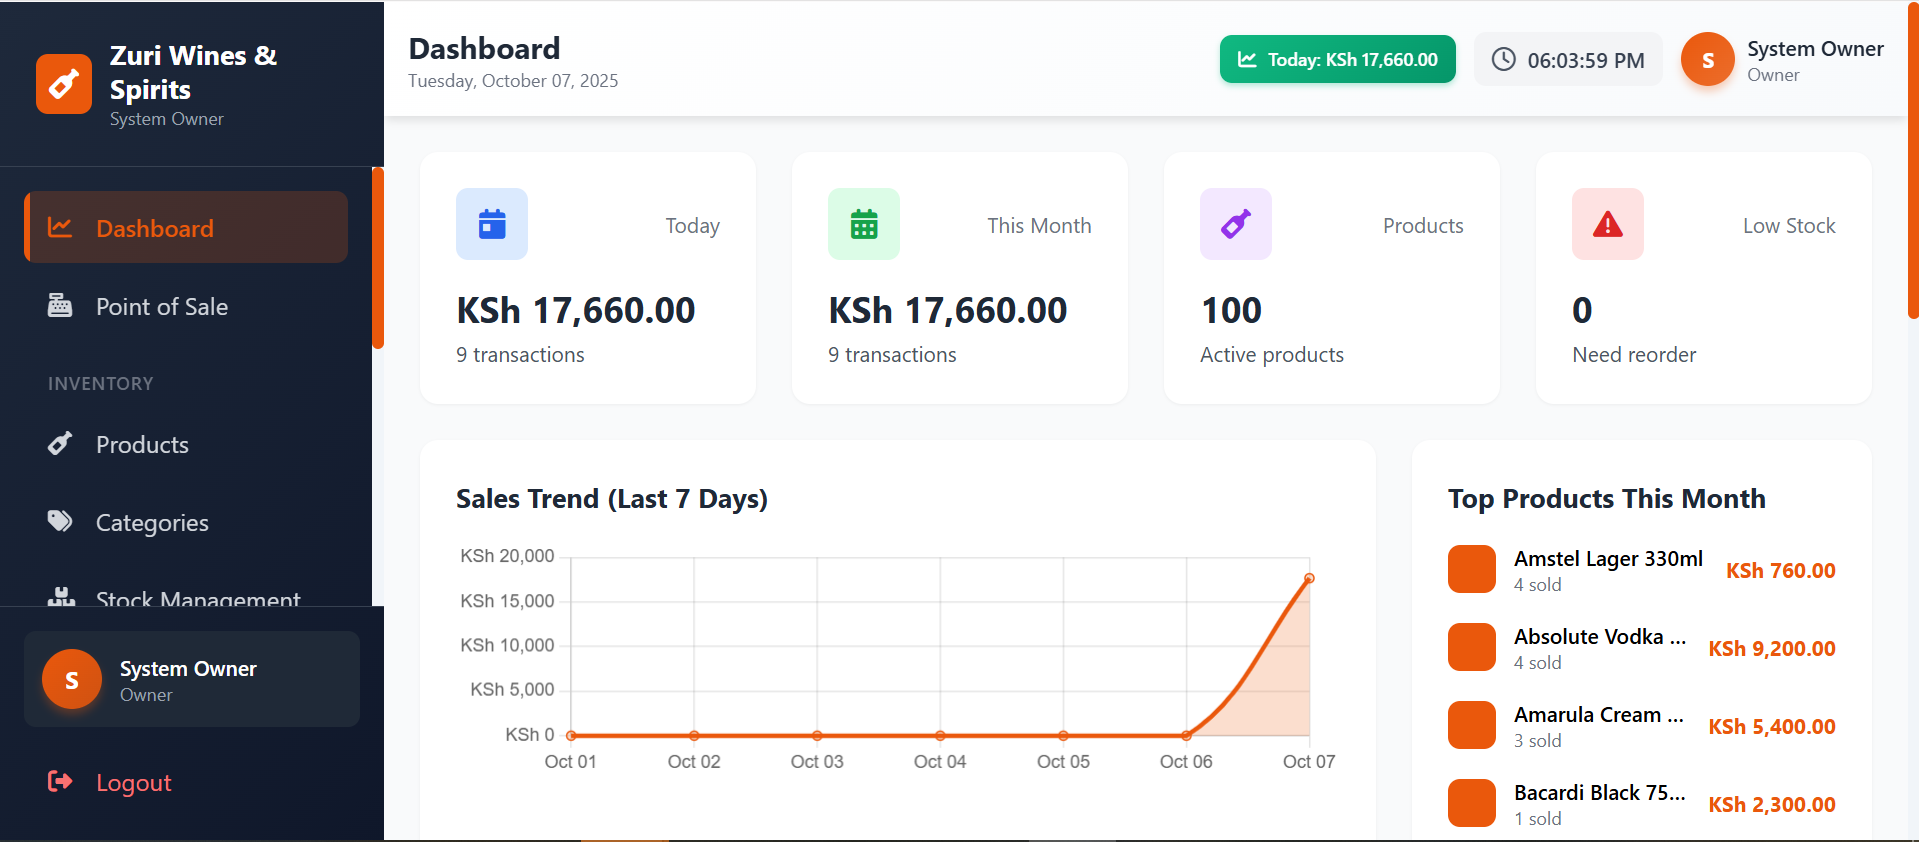 Zuri Wines &
Spirits
System Owner
Dashboard
Point of Sale
INVENTORY
Products
Categories
Stock Management
S
System Owner
Owner
Logout
Dashboard
Tuesday, October 07, 2025
Today: KSh 17,660.00
06:03:59 PM
S
System Owner
Owner
Today
KSh 17,660.00
9 transactions
This Month
KSh 17,660.00
9 transactions
Products
100
Active products
Low Stock
0
Need reorder
Sales Trend (Last 7 Days)
KSh 20,000
KSh 15,000
KSh 10,000
KSh 5,000
KSh 0
Oct 01 Oct 02 Oct 03 Oct 04 Oct 05 Oct 06 Oct 07
Top Products This Month
Amstel Lager 330ml
4 sold
KSh 760.00
Absolute Vodka ...
4 sold
KSh 9,200.00
Amarula Cream ...
3 sold
KSh 5,400.00
Bacardi Black 75...
1 sold
KSh 2,300.00